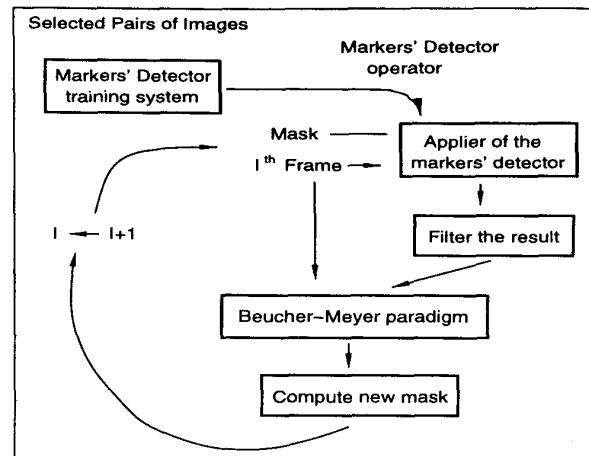 Selected Pairs of Images
Markers' Detector
operator
Markers' Detector
training system
Mask
I th Frame
Applier of the
markers' detector
I
I+1
Filter the result
Beucher-Meyer paradigm
Compute new mask